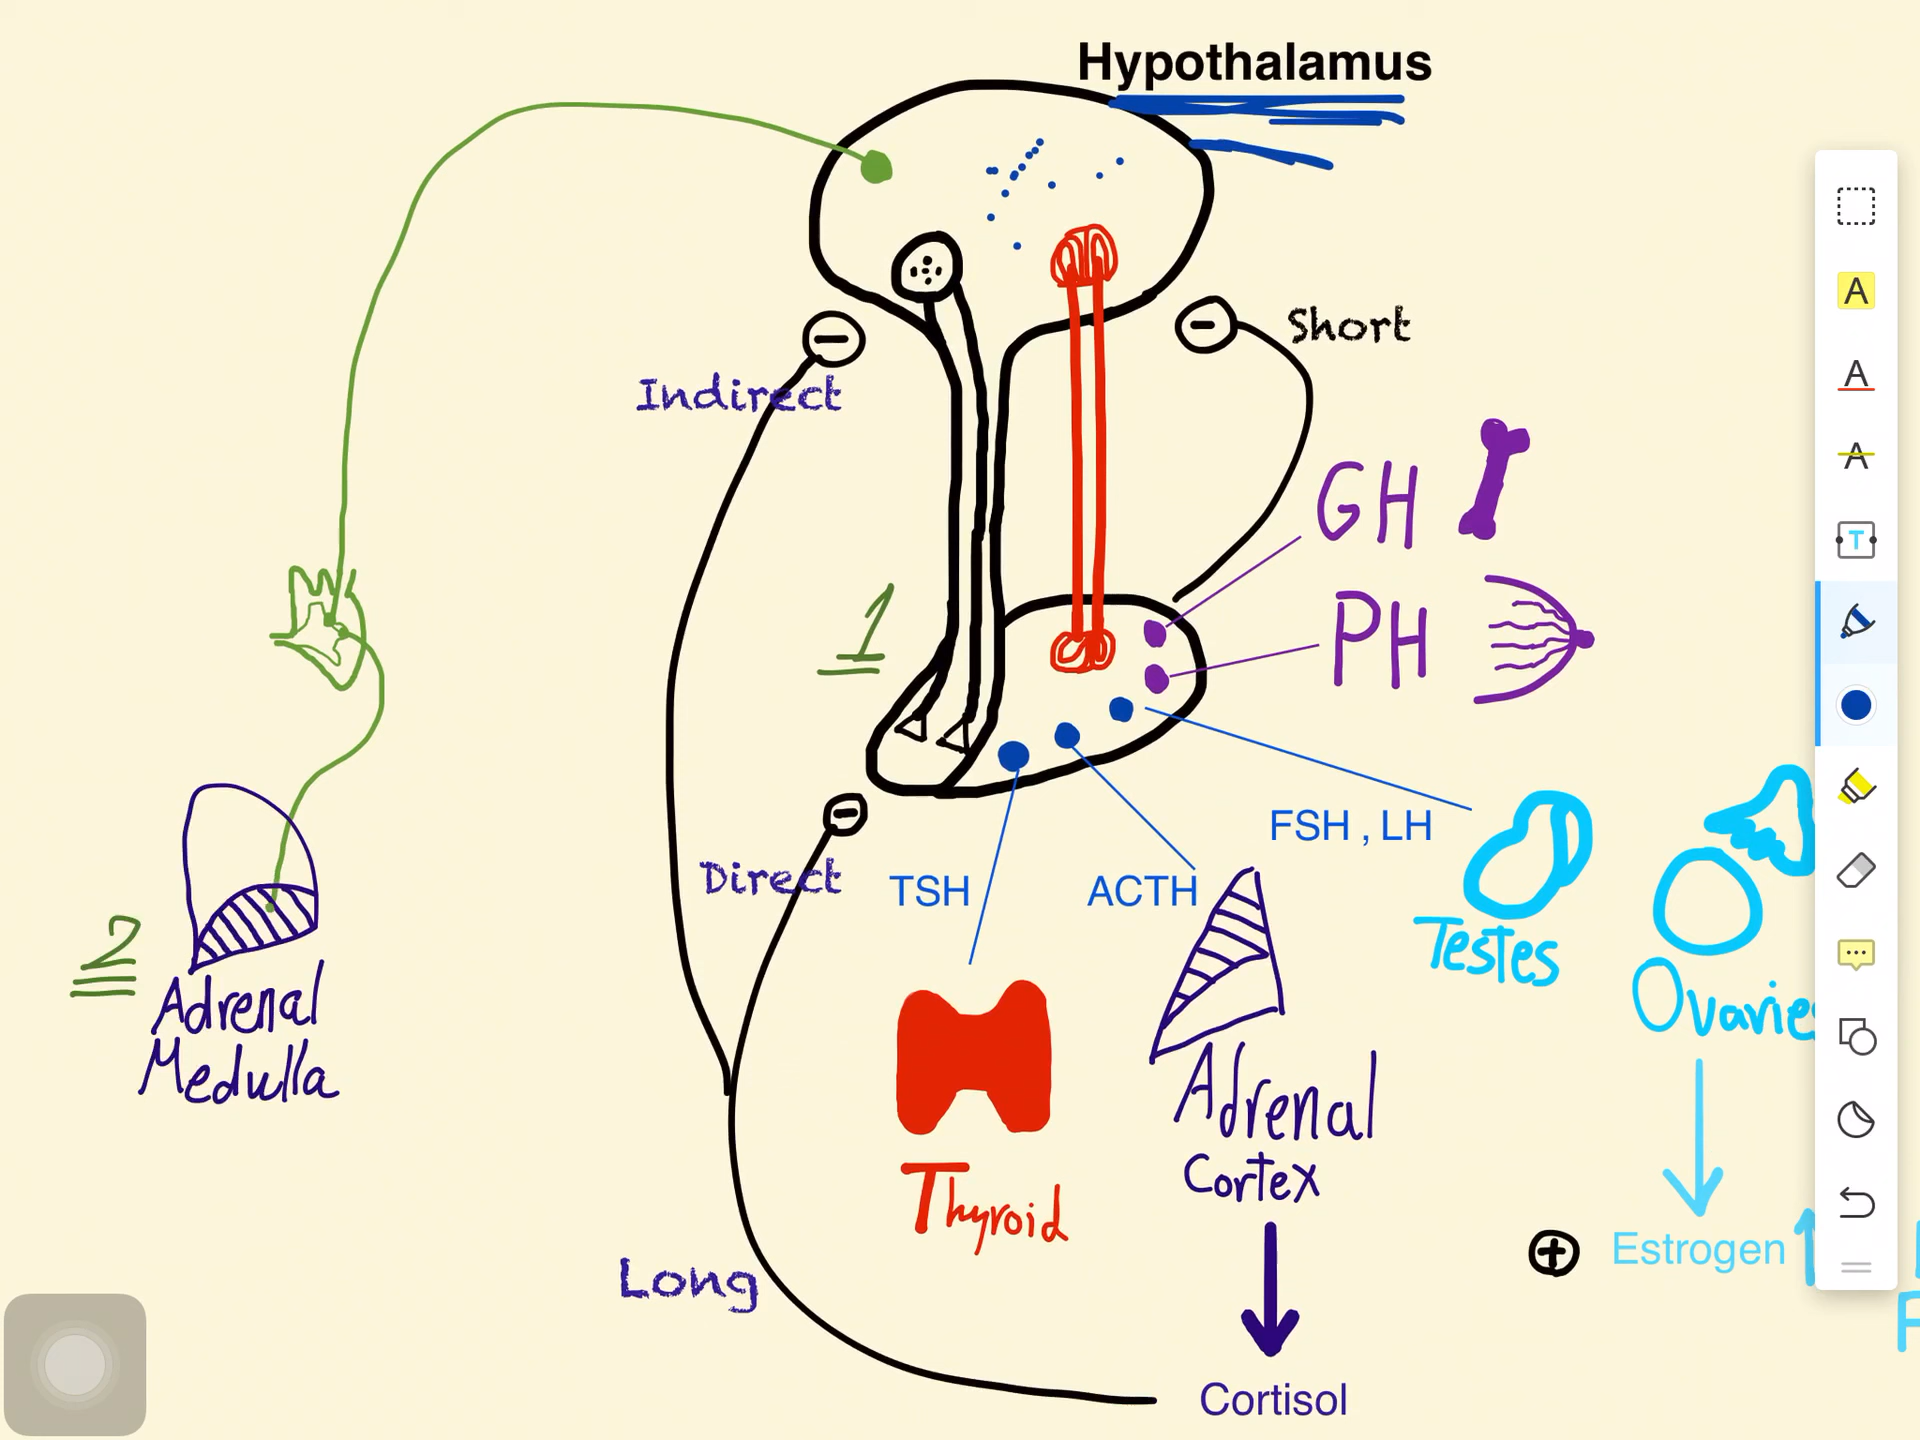 Hypothalamus
Short
Indirect
GH
PH
1
FSH , LH
Direct
TSH
ACTH
Testes
2
Adrenal
Medulla
Ovaries
Adrenal
Cortex
Thyroid
Long
+ Estrogen
Cortisol
A
A
A
T